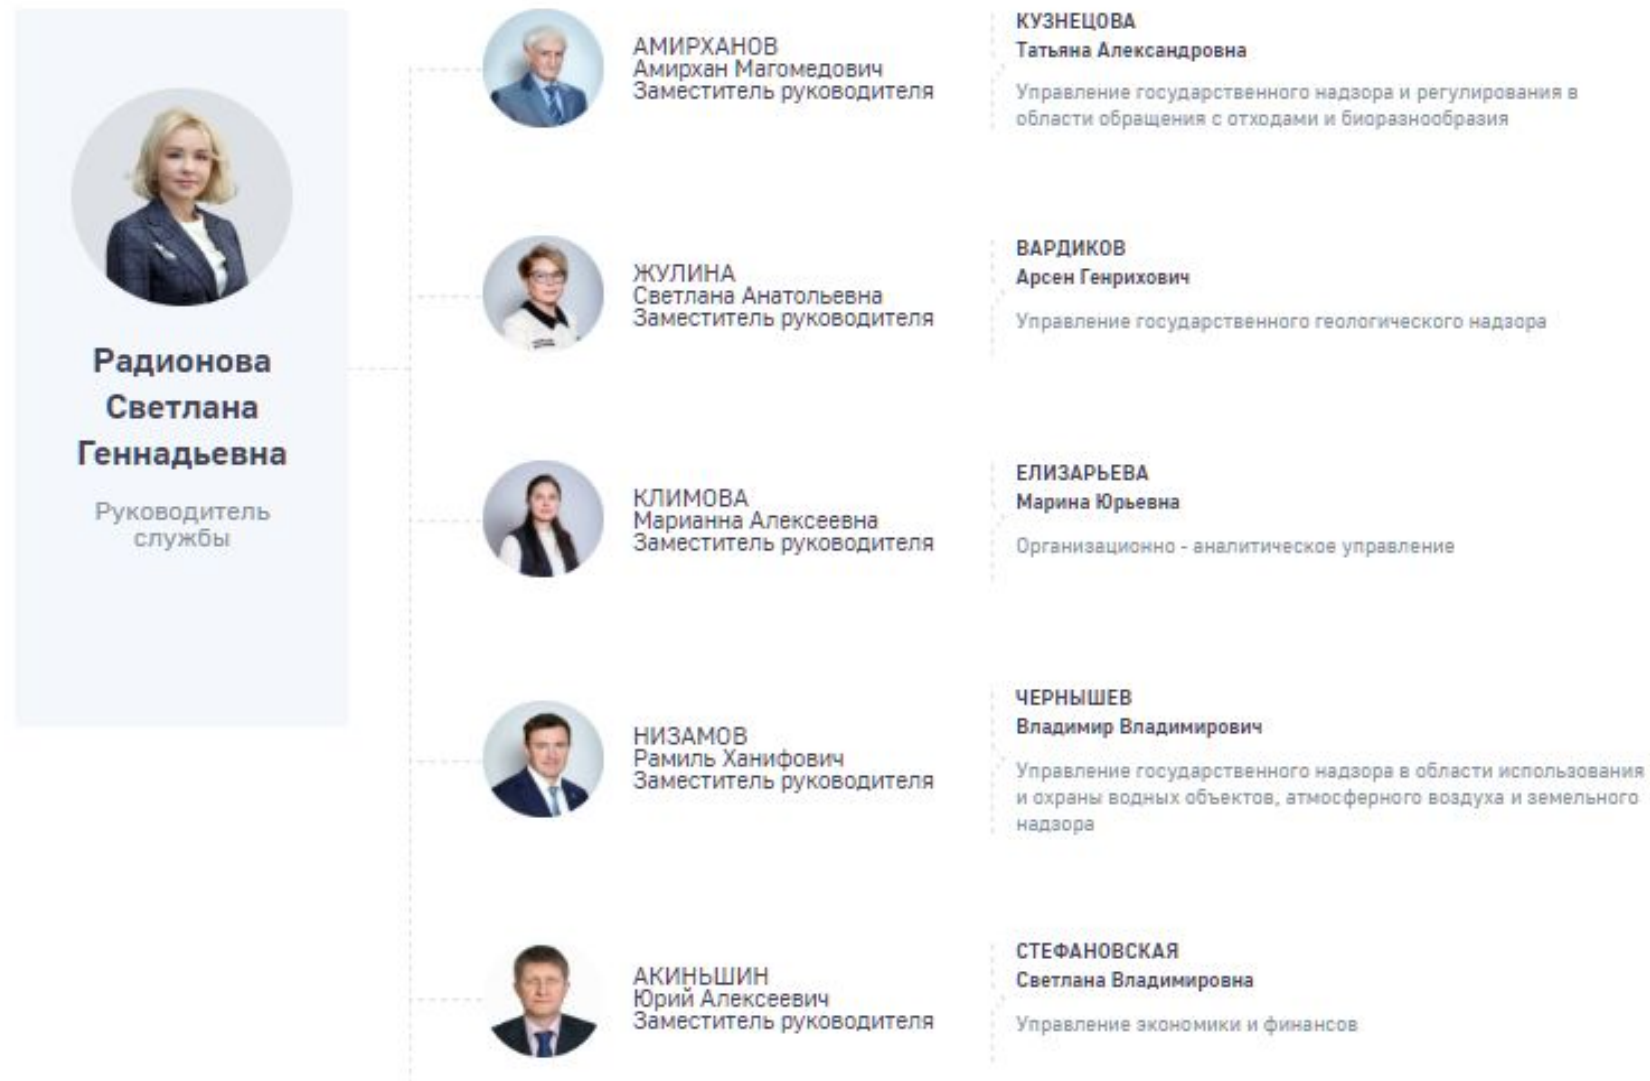 Радионова
Светлана
Геннадьевна
Руководитель
службы
АМИРХАНОВ
Амирхан Магомедович
Заместитель руководителя
КУЗНЕЦОВА
Татьяна Александровна
Управление государственного надзора и регулирования в
области обращения с отходами и биоразнообразия
ЖУЛИНА
Светлана Анатольевна
Заместитель руководителя
ВАРДИКОВ
Арсен Генрихович
Управление государственного геологического надзора
КЛИМОВА
Марианна Алексеевна
Заместитель руководителя
ЕЛИЗАРЬЕВА
Марина Юрьевна
Организационно - аналитическое управление
НИЗАМОВ
Рамиль Ханифович
Заместитель руководителя
ЧЕРНЫШЕВ
Владимир Владимирович
Управление государственного надзора в области использования
и охраны водных объектов, атмосферного воздуха и земельного
надзора
АКИНЬШИН
Юрий Алексеевич
Заместитель руководителя
СТЕФАНОВСКАЯ
Светлана Владимировна
Управление экономики и финансов